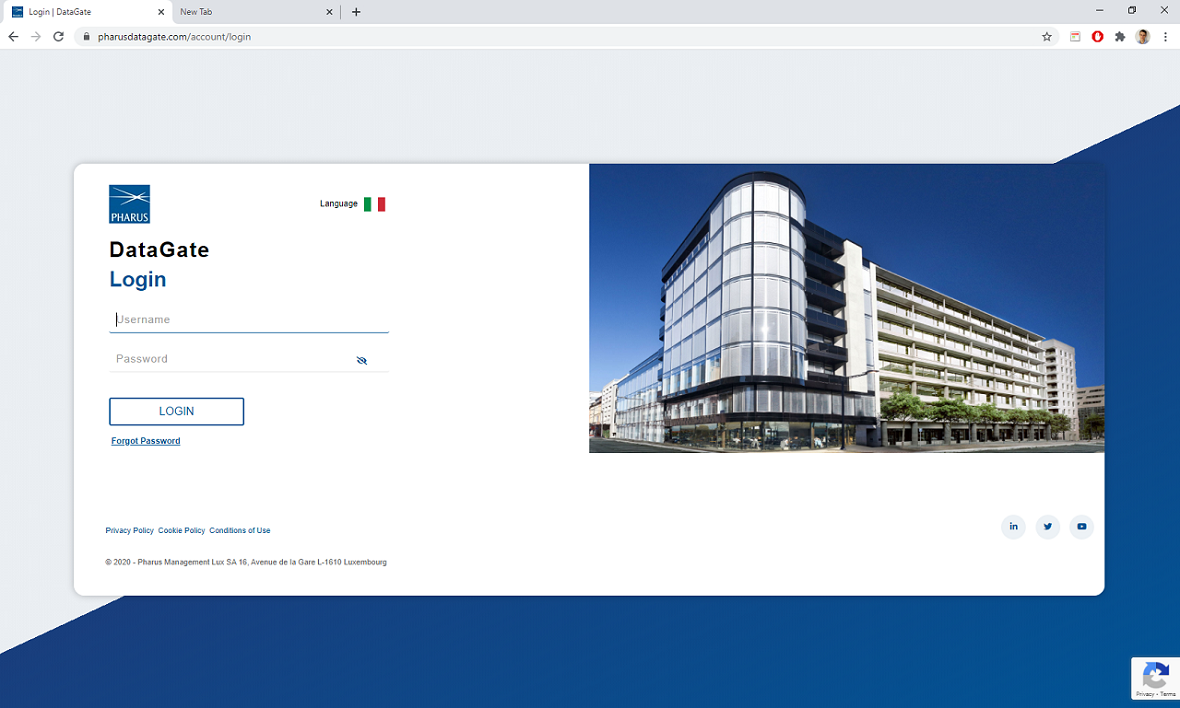 Login | DataGate
New Tab
pharusdatagate.com/account/login
PHARUS
Language
DataGate
Login
Username
Password
LOGIN
Forgot Password
Privacy Policy Cookie Policy Conditions of Use
© 2020 - Pharus Management Lux SA 16, Avenue de la Gare L-1610 Luxembourg
in
Privacy - Terms